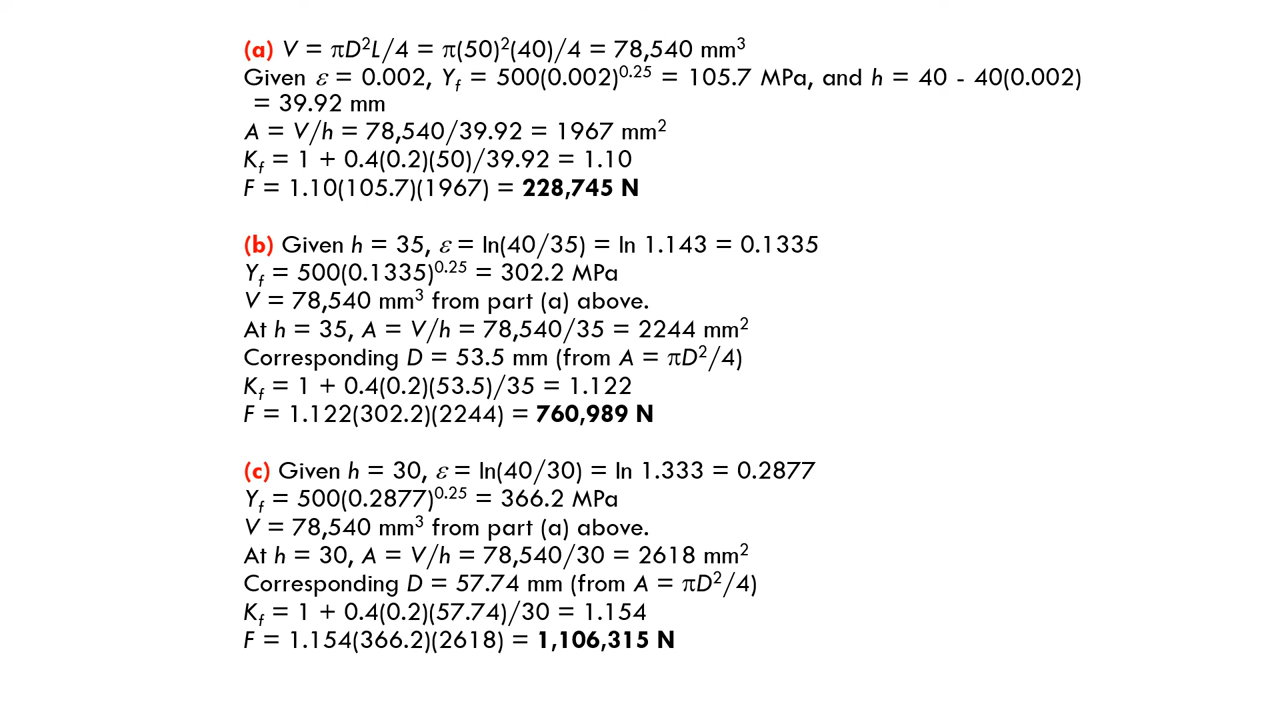 (a) V = πD²L/4 = π(50)²(40)/4 = 78,540 mm³
Given ε = 0.002, Yf = 500(0.002)^0.25 = 105.7 MPa, and h = 40 - 40(0.002)
= 39.92 mm
A = V/h = 78,540/39.92 = 1967 mm²
Kf = 1 + 0.4(0.2)(50)/39.92 = 1.10
F = 1.10(105.7)(1967) = 228,745 N
(b) Given h = 35, ε = ln(40/35) = ln 1.143 = 0.1335
Yf = 500(0.1335)^0.25 = 302.2 MPa
V = 78,540 mm³ from part (a) above.
At h = 35, A = V/h = 78,540/35 = 2244 mm²
Corresponding D = 53.5 mm (from A = πD²/4)
Kf = 1 + 0.4(0.2)(53.5)/35 = 1.122
F = 1.122(302.2)(2244) = 760,989 N
(c) Given h = 30, ε = ln(40/30) = ln 1.333 = 0.2877
Yf = 500(0.2877)^0.25 = 366.2 MPa
V = 78,540 mm³ from part (a) above.
At h = 30, A = V/h = 78,540/30 = 2618 mm²
Corresponding D = 57.74 mm (from A = πD²/4)
Kf = 1 + 0.4(0.2)(57.74)/30 = 1.154
F = 1.154(366.2)(2618) = 1,106,315 N